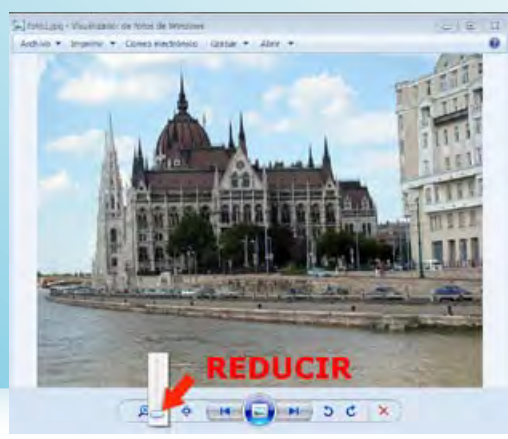 Foto1.jpg - Visualizador de fotos de Windows
Archivo Imprimir Correo electrónico Grabar Abrir
REDUCIR